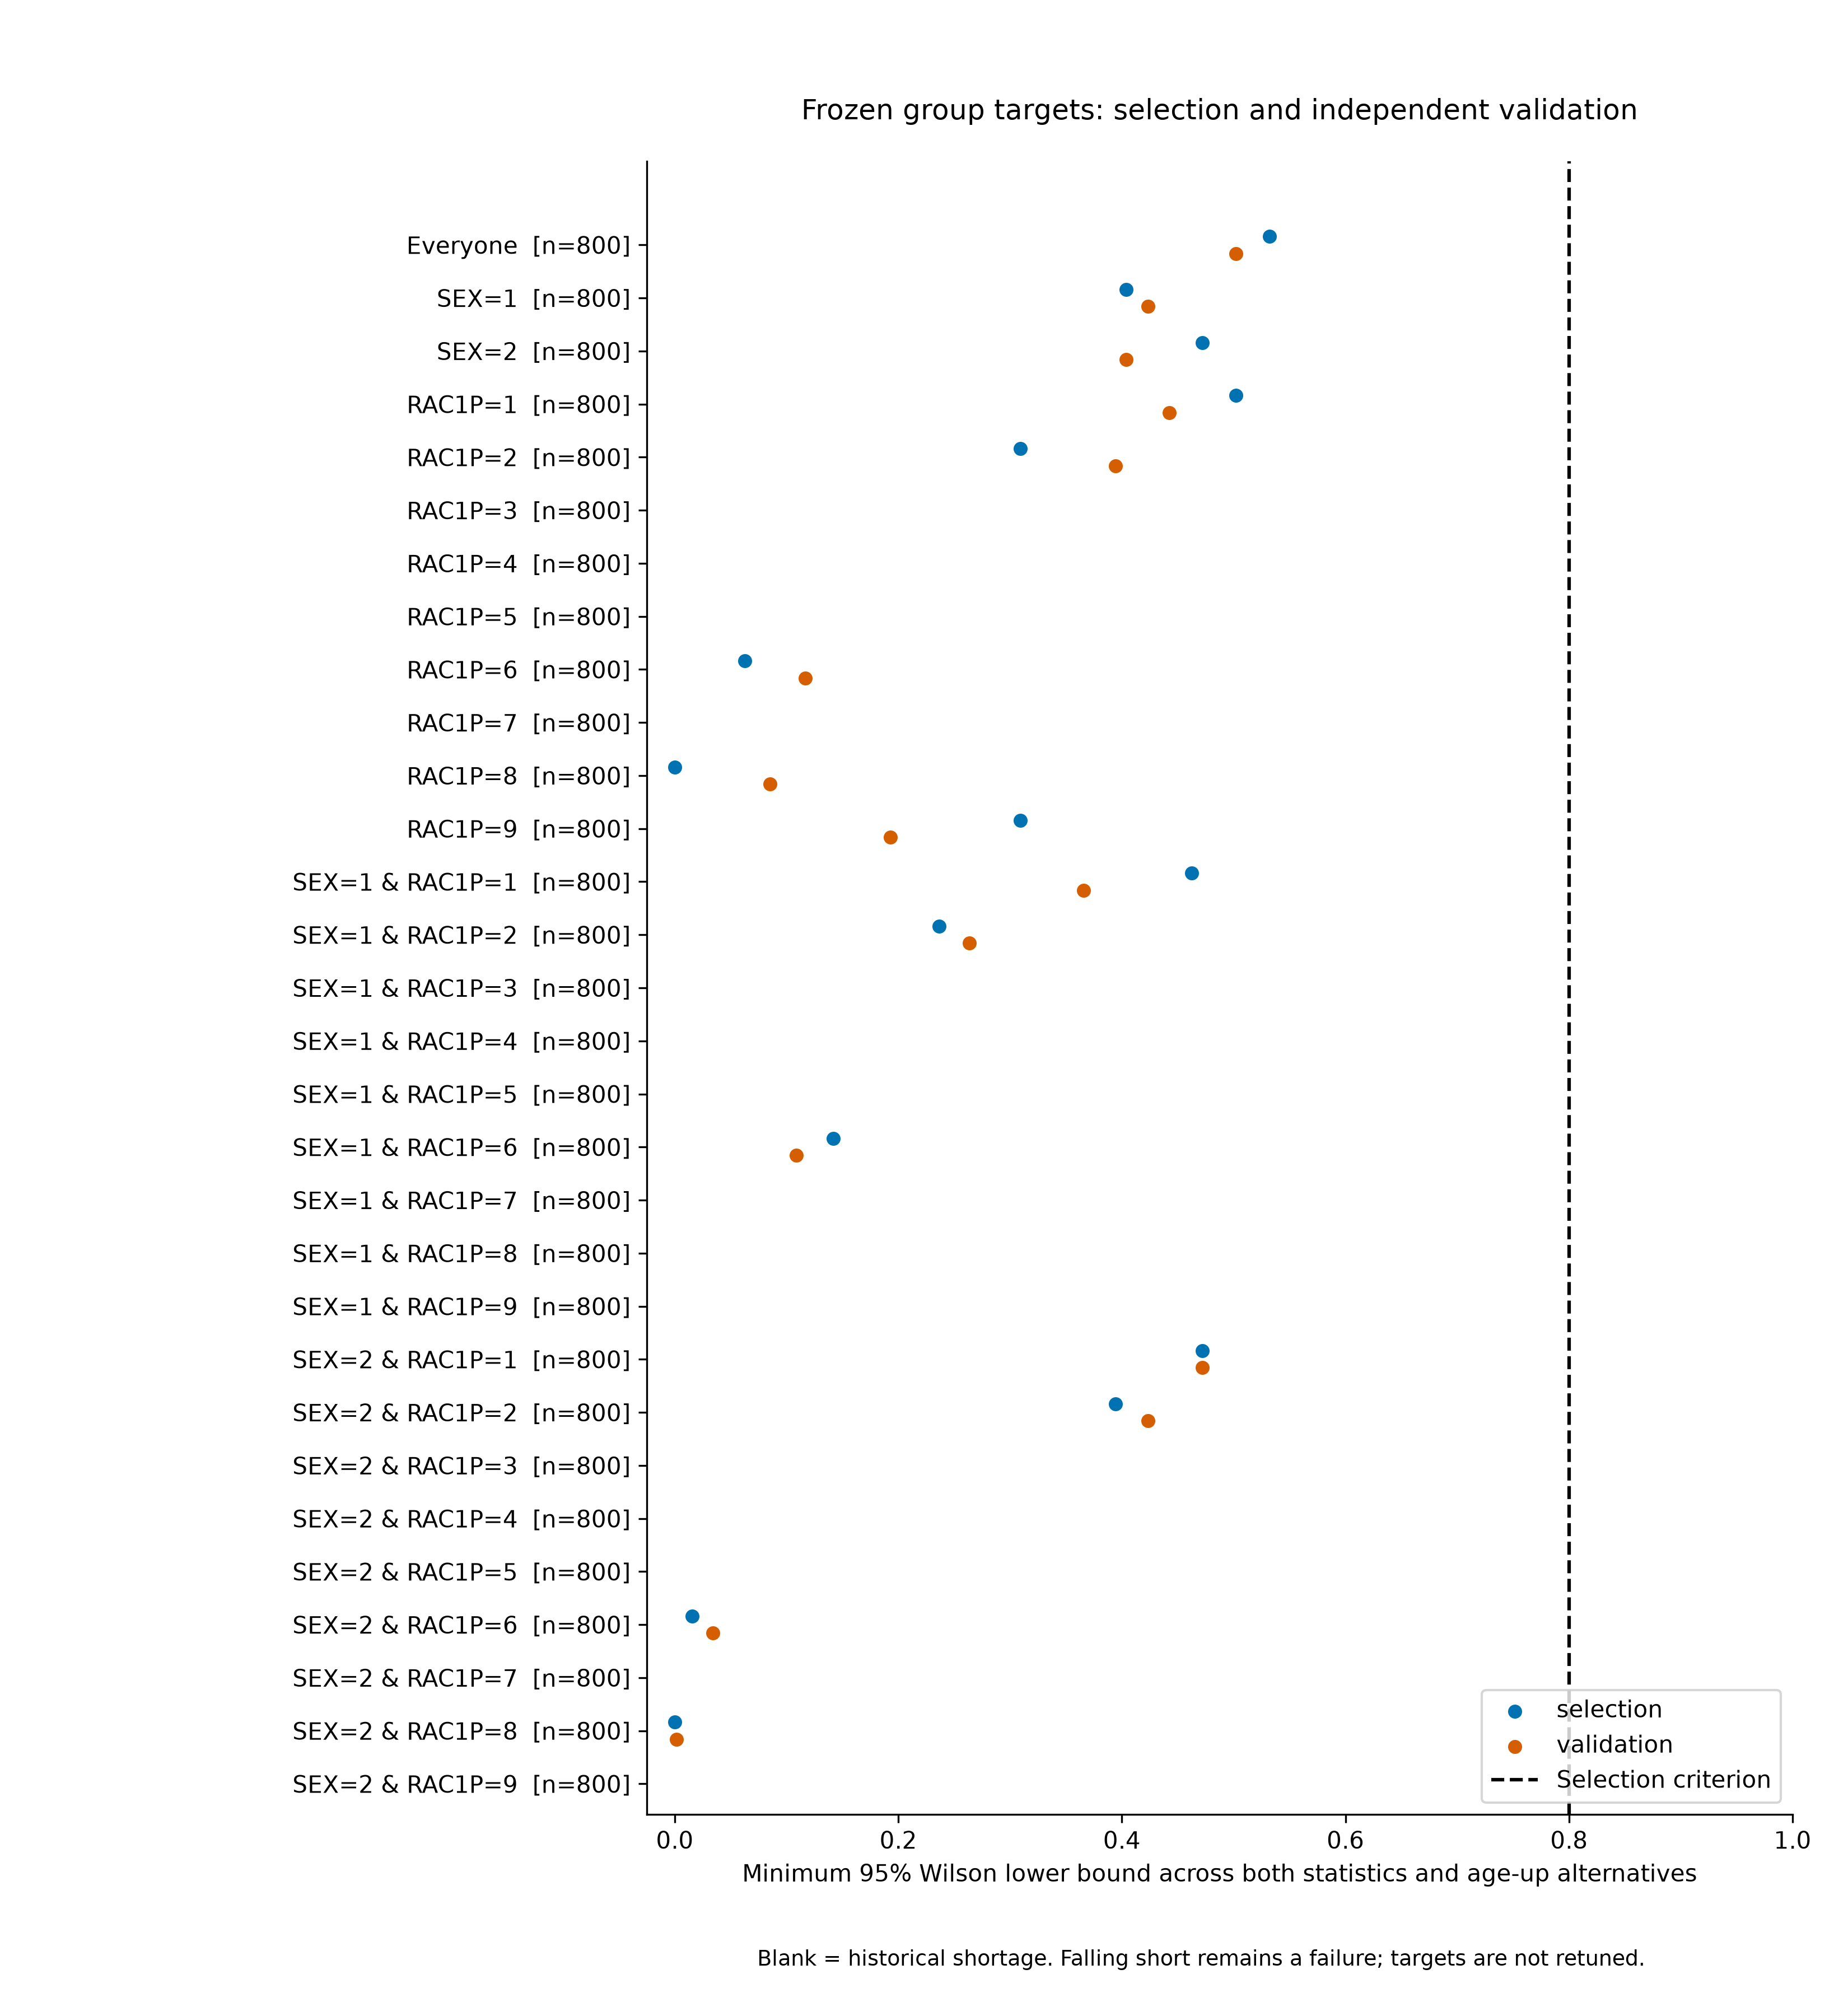 Frozen group targets: selection and independent validation
Everyone [n=800]
SEX=1 [n=800]
SEX=2 [n=800]
RAC1P=1 [n=800]
RAC1P=2 [n=800]
RAC1P=3 [n=800]
RAC1P=4 [n=800]
RAC1P=5 [n=800]
RAC1P=6 [n=800]
RAC1P=7 [n=800]
RAC1P=8 [n=800]
RAC1P=9 [n=800]
SEX=1 & RAC1P=1 [n=800]
SEX=1 & RAC1P=2 [n=800]
SEX=1 & RAC1P=3 [n=800]
SEX=1 & RAC1P=4 [n=800]
SEX=1 & RAC1P=5 [n=800]
SEX=1 & RAC1P=6 [n=800]
SEX=1 & RAC1P=7 [n=800]
SEX=1 & RAC1P=8 [n=800]
SEX=1 & RAC1P=9 [n=800]
SEX=2 & RAC1P=1 [n=800]
SEX=2 & RAC1P=2 [n=800]
SEX=2 & RAC1P=3 [n=800]
SEX=2 & RAC1P=4 [n=800]
SEX=2 & RAC1P=5 [n=800]
SEX=2 & RAC1P=6 [n=800]
SEX=2 & RAC1P=7 [n=800]
SEX=2 & RAC1P=8 [n=800]
SEX=2 & RAC1P=9 [n=800]
selection
validation
Selection criterion
0.0 0.2 0.4 0.6 0.8 1.0
Minimum 95% Wilson lower bound across both statistics and age-up alternatives
Blank = historical shortage. Falling short remains a failure; targets are not retuned.